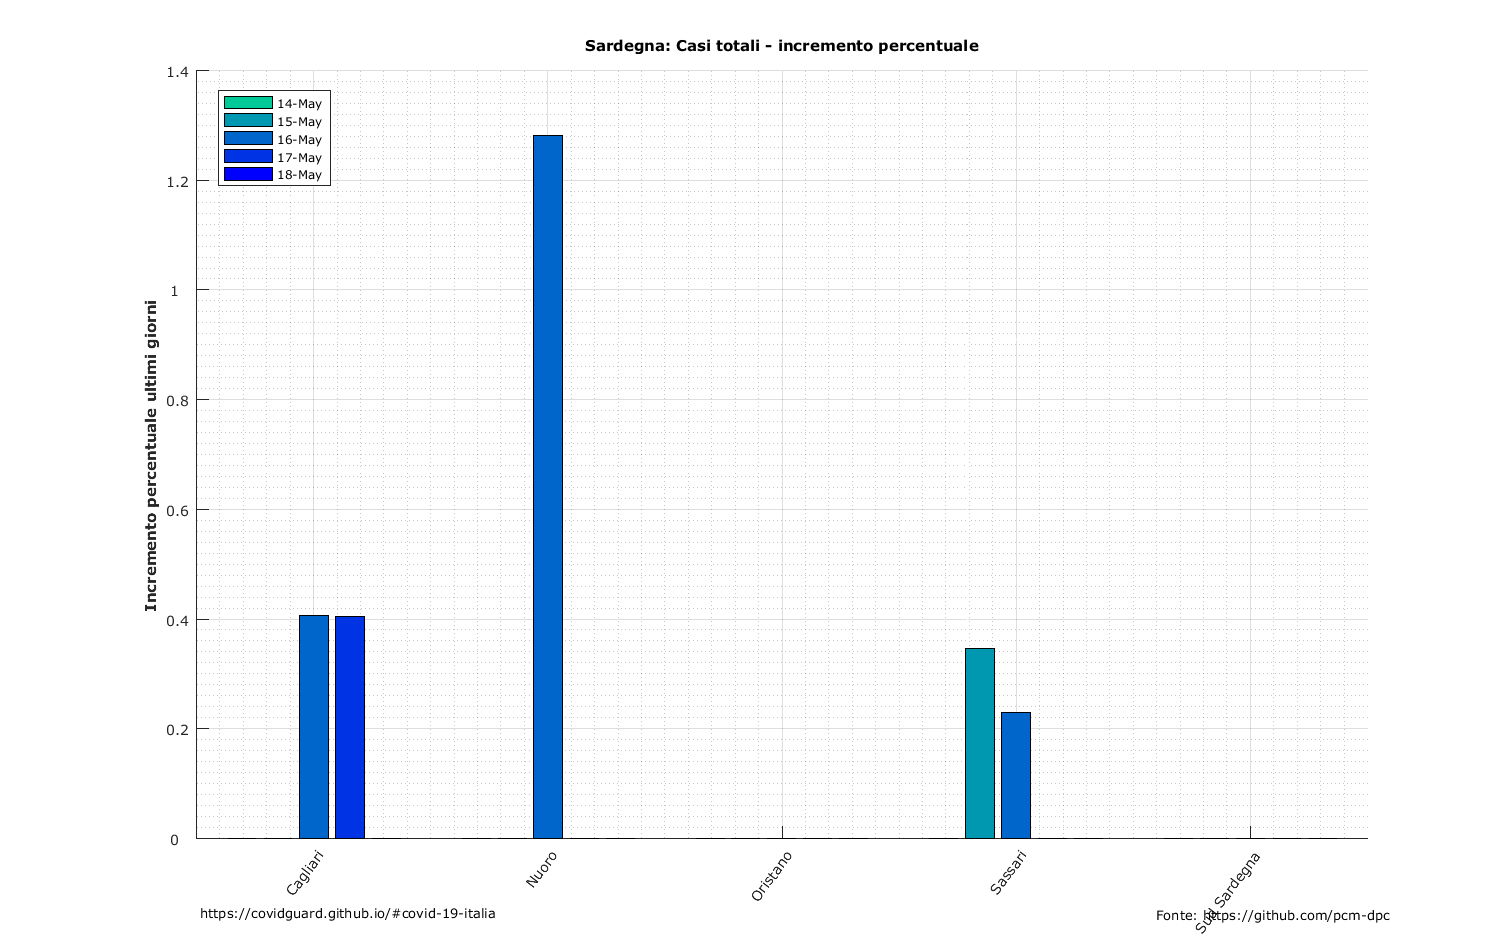 Sardegna: Casi totali - incremento percentuale
1.4
1.2
1
0.8
0.6
0.4
0.2
0
Incremento percentuale ultimi giorni
14-May
15-May
16-May
17-May
18-May
Cagliari
Nuoro
Oristano
Sassari
Sud Sardegna
https://covidguard.github.io/#covid-19-italia
Fonte: https://github.com/pcm-dpc